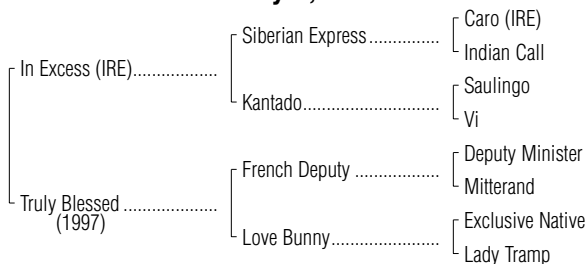 Caro (IRE)
Siberian Express
Indian Call
In Excess (IRE)
Saulingo
Kantado
Vi
Deputy Minister
French Deputy
Mitterand
Truly Blessed
(1997)
Exclusive Native
Love Bunny
Lady Tramp